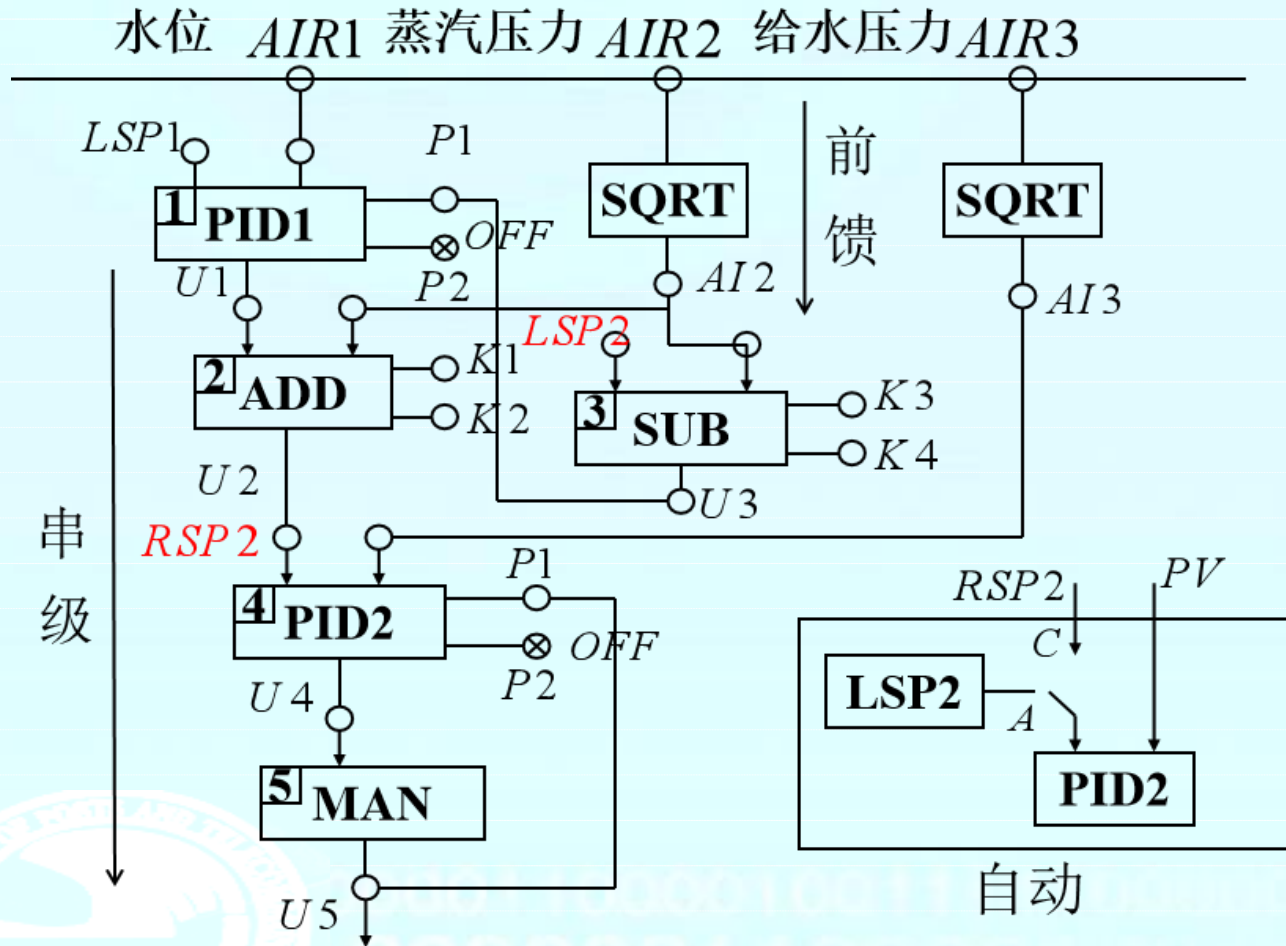 水位 AIR1 蒸汽压力 AIR2 给水压力 AIR3
LSP1
P1
前馈
1 PID1
SQRT
SQRT
OFF
U1
P2
AI2
AI3
LSP2
2 ADD
K1
K2
3 SUB
K3
K4
U2
U3
串级
RSP2
P1
RSP2
PV
4 PID2
OFF
C
P2
LSP2
U4
A
5 MAN
PID2
自动
U5